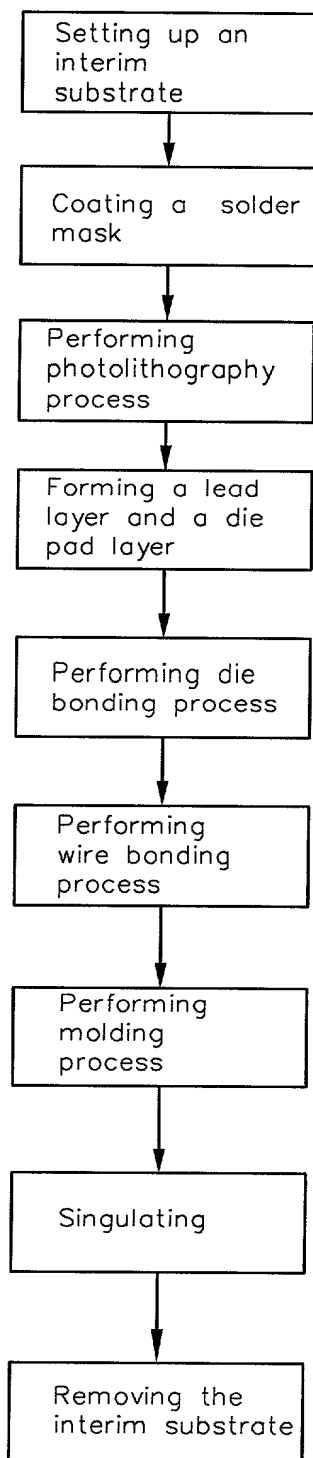 Setting up an
interim
substrate
Coating a solder
mask
Performing
photolithography
process
Forming a lead
layer and a die
pad layer
Performing die
bonding process
Performing
wire bonding
process
Performing
molding
process
Singulating
Removing the
interim substrate